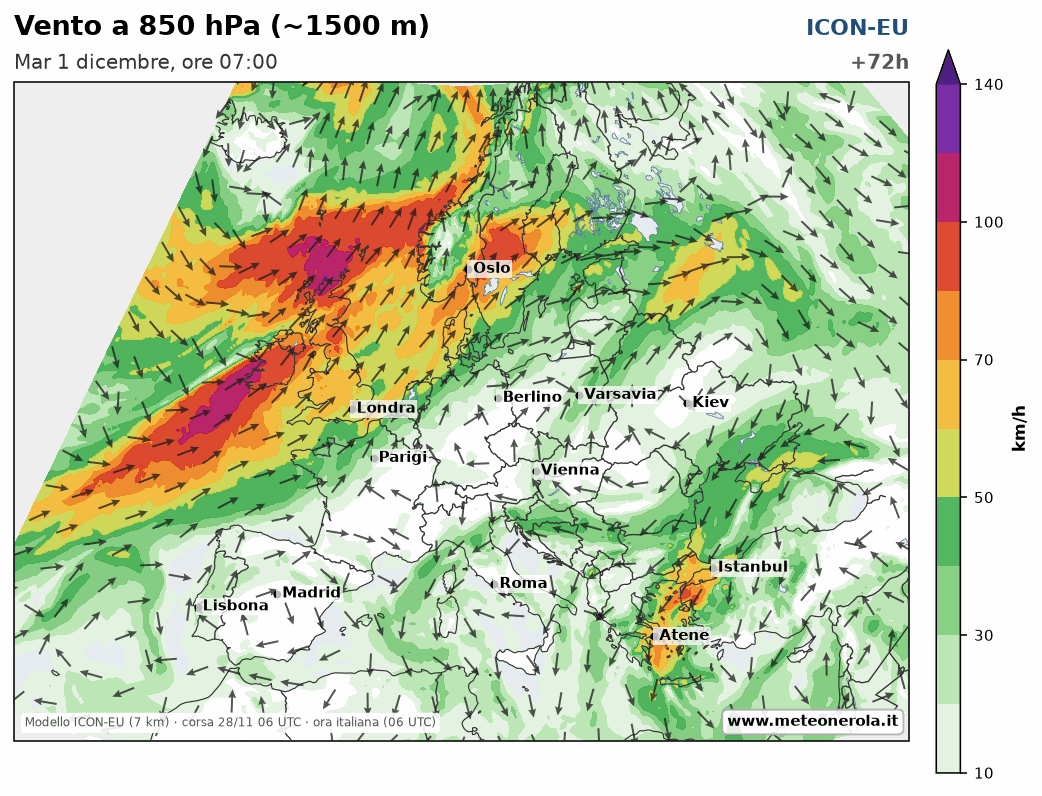 Vento a 850 hPa (~1500 m)
ICON-EU
Mar 1 dicembre, ore 07:00
+72h
140
100
70
50
30
10
km/h
Oslo
Berlino
Varsavia
Kiev
Londra
Parigi
Vienna
Istanbul
Roma
Madrid
Lisbona
Atene
Modello ICON-EU (7 km) · corsa 28/11 06 UTC · ora italiana (06 UTC)
www.meteonerola.it